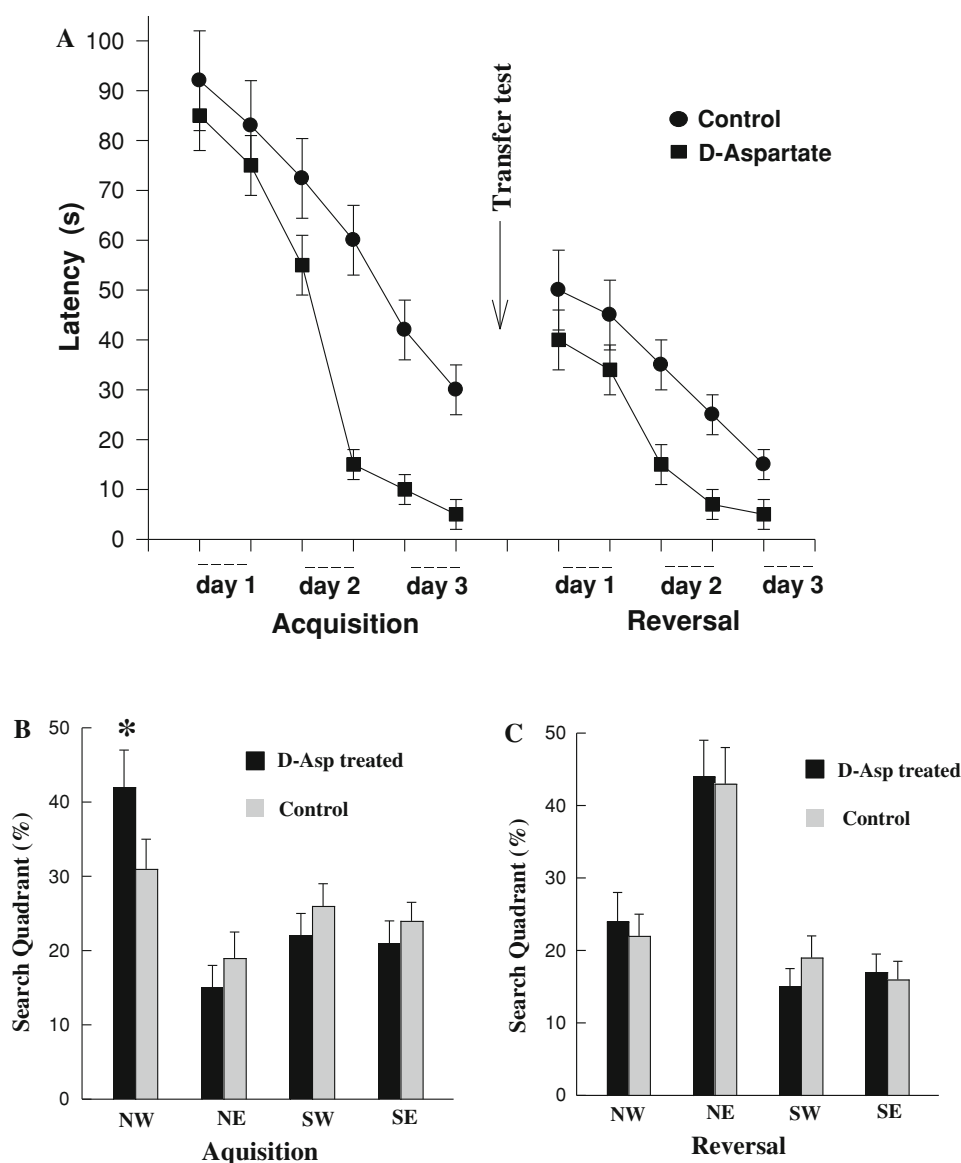 A
100
90
80
70
60
50
40
30
20
10
0
Latency (s)
Transfer test
Control
D-Aspartate
day 1 day 2 day 3 day 1 day 2 day 3
Acquisition Reversal
B
50
40
30
20
10
0
Search Quadrant (%)
*
D-Asp treated
Control
NW NE SW SE
Aquisition
C
50
40
30
20
10
0
Search Quadrant (%)
D-Asp treated
Control
NW NE SW SE
Reversal